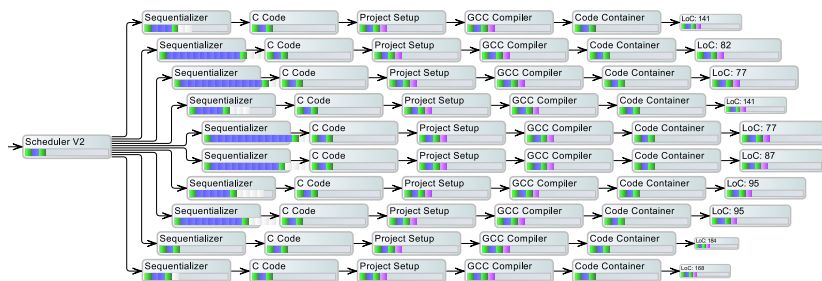 Sequentializer C Code Project Setup GCC Compiler Code Container LoC: 141
Sequentializer C Code Project Setup GCC Compiler Code Container LoC: 82
Sequentializer C Code Project Setup GCC Compiler Code Container LoC: 77
Sequentializer C Code Project Setup GCC Compiler Code Container LoC: 141
Sequentializer C Code Project Setup GCC Compiler Code Container LoC: 77
Scheduler V2
Sequentializer C Code Project Setup GCC Compiler Code Container LoC: 87
Sequentializer C Code Project Setup GCC Compiler Code Container LoC: 95
Sequentializer C Code Project Setup GCC Compiler Code Container LoC: 95
Sequentializer C Code Project Setup GCC Compiler Code Container LoC: 184
Sequentializer C Code Project Setup GCC Compiler Code Container LoC: 168